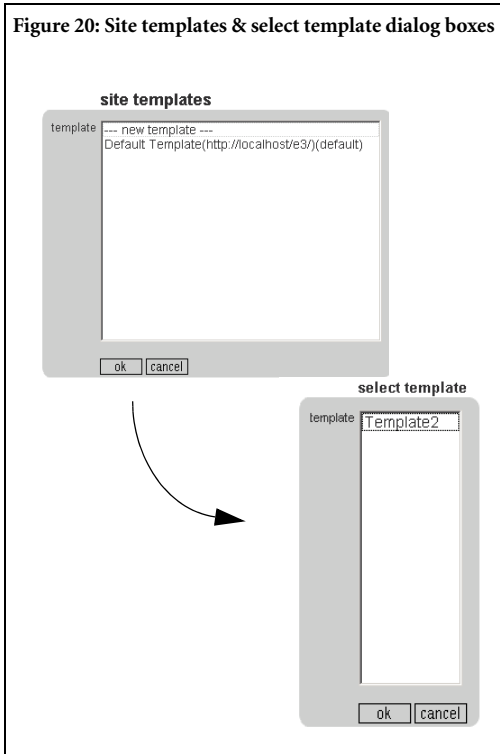 Figure 20: Site templates & select template dialog boxes
site templates
template
--- new template ---
Default Template(http://localhost/e3/)(default)
ok cancel
select template
template
Template2
ok cancel